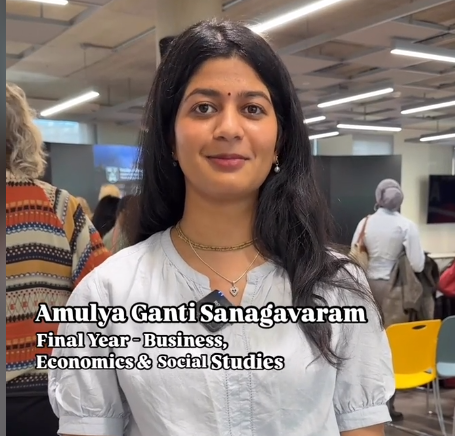 Amulya Ganti Sanagavaram
Final Year - Business,
Economics & Social Studies